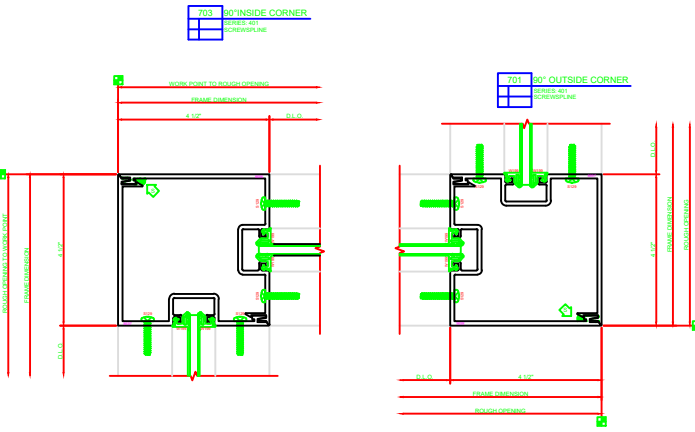 703 90°INSIDE CORNER
SERIES: 401
SCREWSPLINE
701 90° OUTSIDE CORNER
SERIES: 401
SCREWSPLINE
WORK POINT TO ROUGH OPENING
FRAME DIMENSION
4 1/2" D.L.O.
ROUGH OPENING TO WORK POINT
FRAME DIMENSION
4 1/2"
D.L.O.
D.L.O.
4 1/2"
FRAME DIMENSION
ROUGH OPENING
D.L.O. 4 1/2"
FRAME DIMENSION
ROUGH OPENING